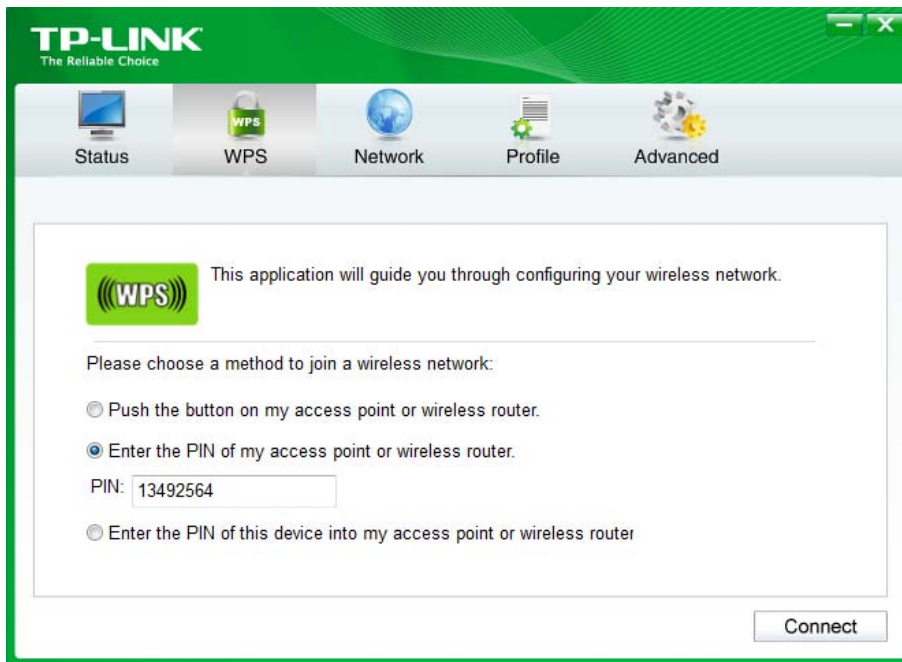 TP-LINK
The Reliable Choice
Status WPS Network Profile Advanced
WPS
(((WPS)))
This application will guide you through configuring your wireless network.
Please choose a method to join a wireless network:
Push the button on my access point or wireless router.
Enter the PIN of my access point or wireless router.
PIN: 13492564
Enter the PIN of this device into my access point or wireless router
Connect